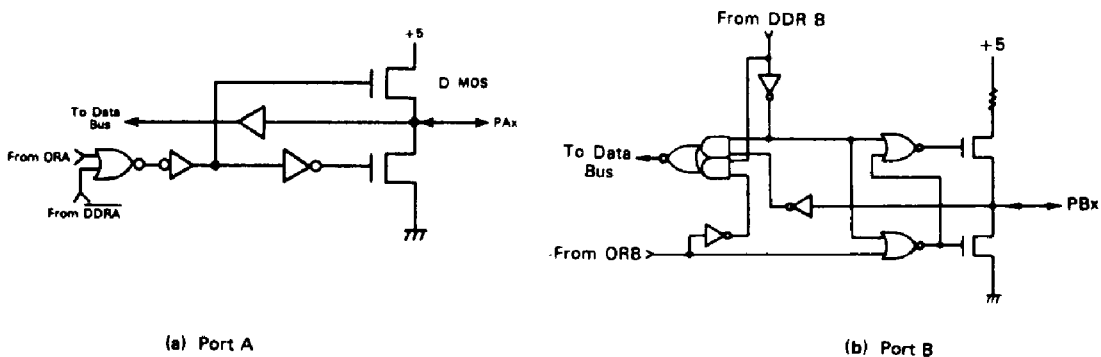 +5
D MOS
To Data
Bus
PAx
From ORA
From DDRA
(a) Port A
From DDR B
+5
To Data
Bus
PBx
From ORB
(b) Port B